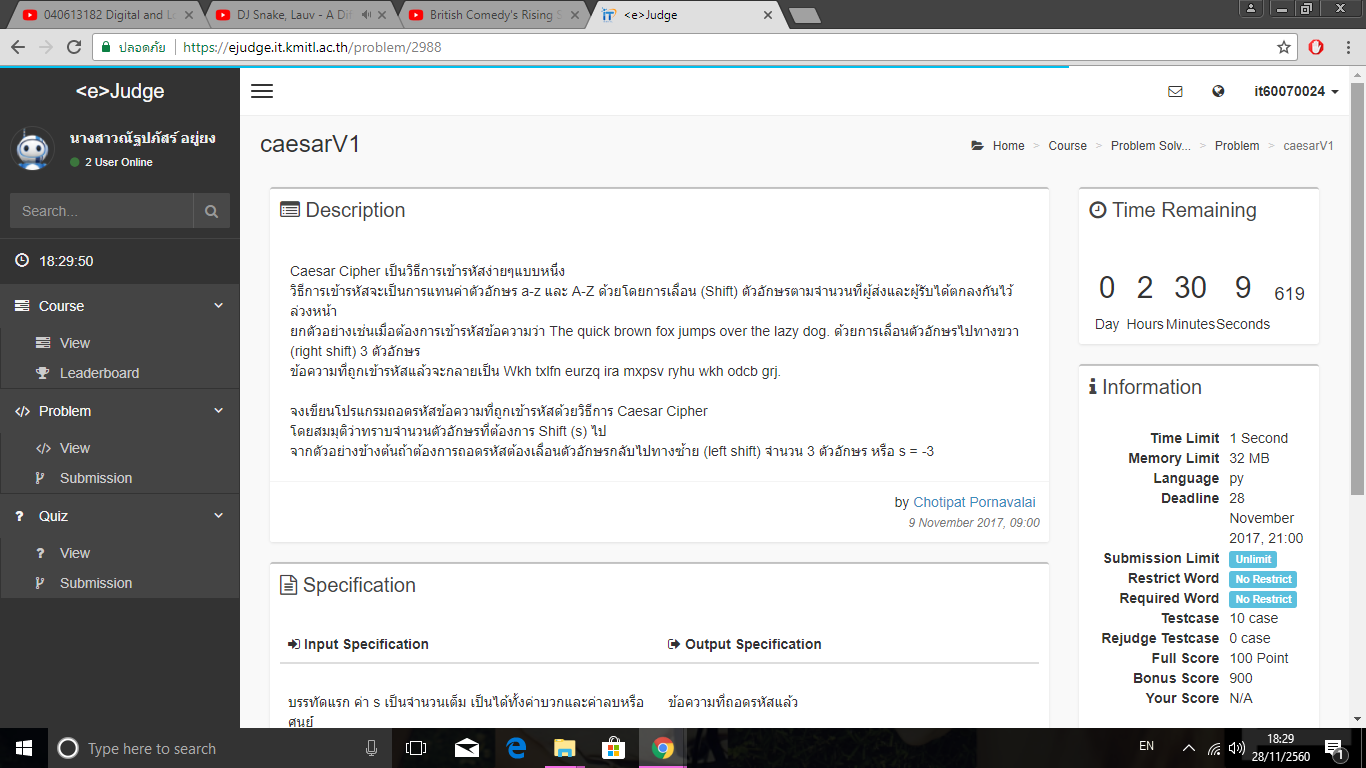 040613182 Digital and Lo
DJ Snake, Lauv - A Dif
British Comedy's Rising S
<e>Judge
ปลอดภัย https://ejudge.it.kmitl.ac.th/problem/2988
<e>Judge
it60070024
นางสาวณัฐปภัสร์ อยู่ยง
2 User Online
caesarV1
Home > Course > Problem Solv... > Problem > caesarV1
Search...
18:29:50
Course
View
Leaderboard
Problem
View
Submission
Quiz
View
Submission
Description
Caesar Cipher เป็นวิธีการเข้ารหัสง่ายๆแบบหนึ่ง
วิธีการเข้ารหัสจะเป็นการแทนค่าตัวอักษร a-z และ A-Z ด้วยโดยการเลื่อน (Shift) ตัวอักษรตามจำนวนที่ผู้ส่งและผู้รับได้ตกลงกันไว้
ล่วงหน้า
ยกตัวอย่างเช่นเมื่อต้องการเข้ารหัสข้อความว่า The quick brown fox jumps over the lazy dog. ด้วยการเลื่อนตัวอักษรไปทางขวา
(right shift) 3 ตัวอักษร
ข้อความที่ถูกเข้ารหัสแล้วจะกลายเป็น Wkh txlfn eurzq ira mxpsv ryhu wkh odcb grj.
จงเขียนโปรแกรมถอดรหัสข้อความที่ถูกเข้ารหัสด้วยวิธีการ Caesar Cipher
โดยสมมุติว่าทราบจำนวนตัวอักษรที่ต้องการ Shift (s) ไป
จากตัวอย่างข้างต้นถ้าต้องการถอดรหัสต้องเลื่อนตัวอักษรกลับไปทางซ้าย (left shift) จำนวน 3 ตัวอักษร หรือ s = -3
by Chotipat Pornavalai
9 November 2017, 09:00
Specification
Input Specification
Output Specification
บรรทัดแรก ค่า s เป็นจำนวนเต็ม เป็นได้ทั้งค่าบวกและค่าลบหรือ
ศูนย์
ข้อความที่ถอดรหัสแล้ว
Time Remaining
0 2 30 9 619
Day Hours Minutes Seconds
Information
Time Limit 1 Second
Memory Limit 32 MB
Language py
Deadline 28
November
2017, 21:00
Submission Limit Unlimit
Restrict Word No Restrict
Required Word No Restrict
Testcase 10 case
Rejudge Testcase 0 case
Full Score 100 Point
Bonus Score 900
Your Score N/A
Type here to search
EN
18:29
28/11/2560
1